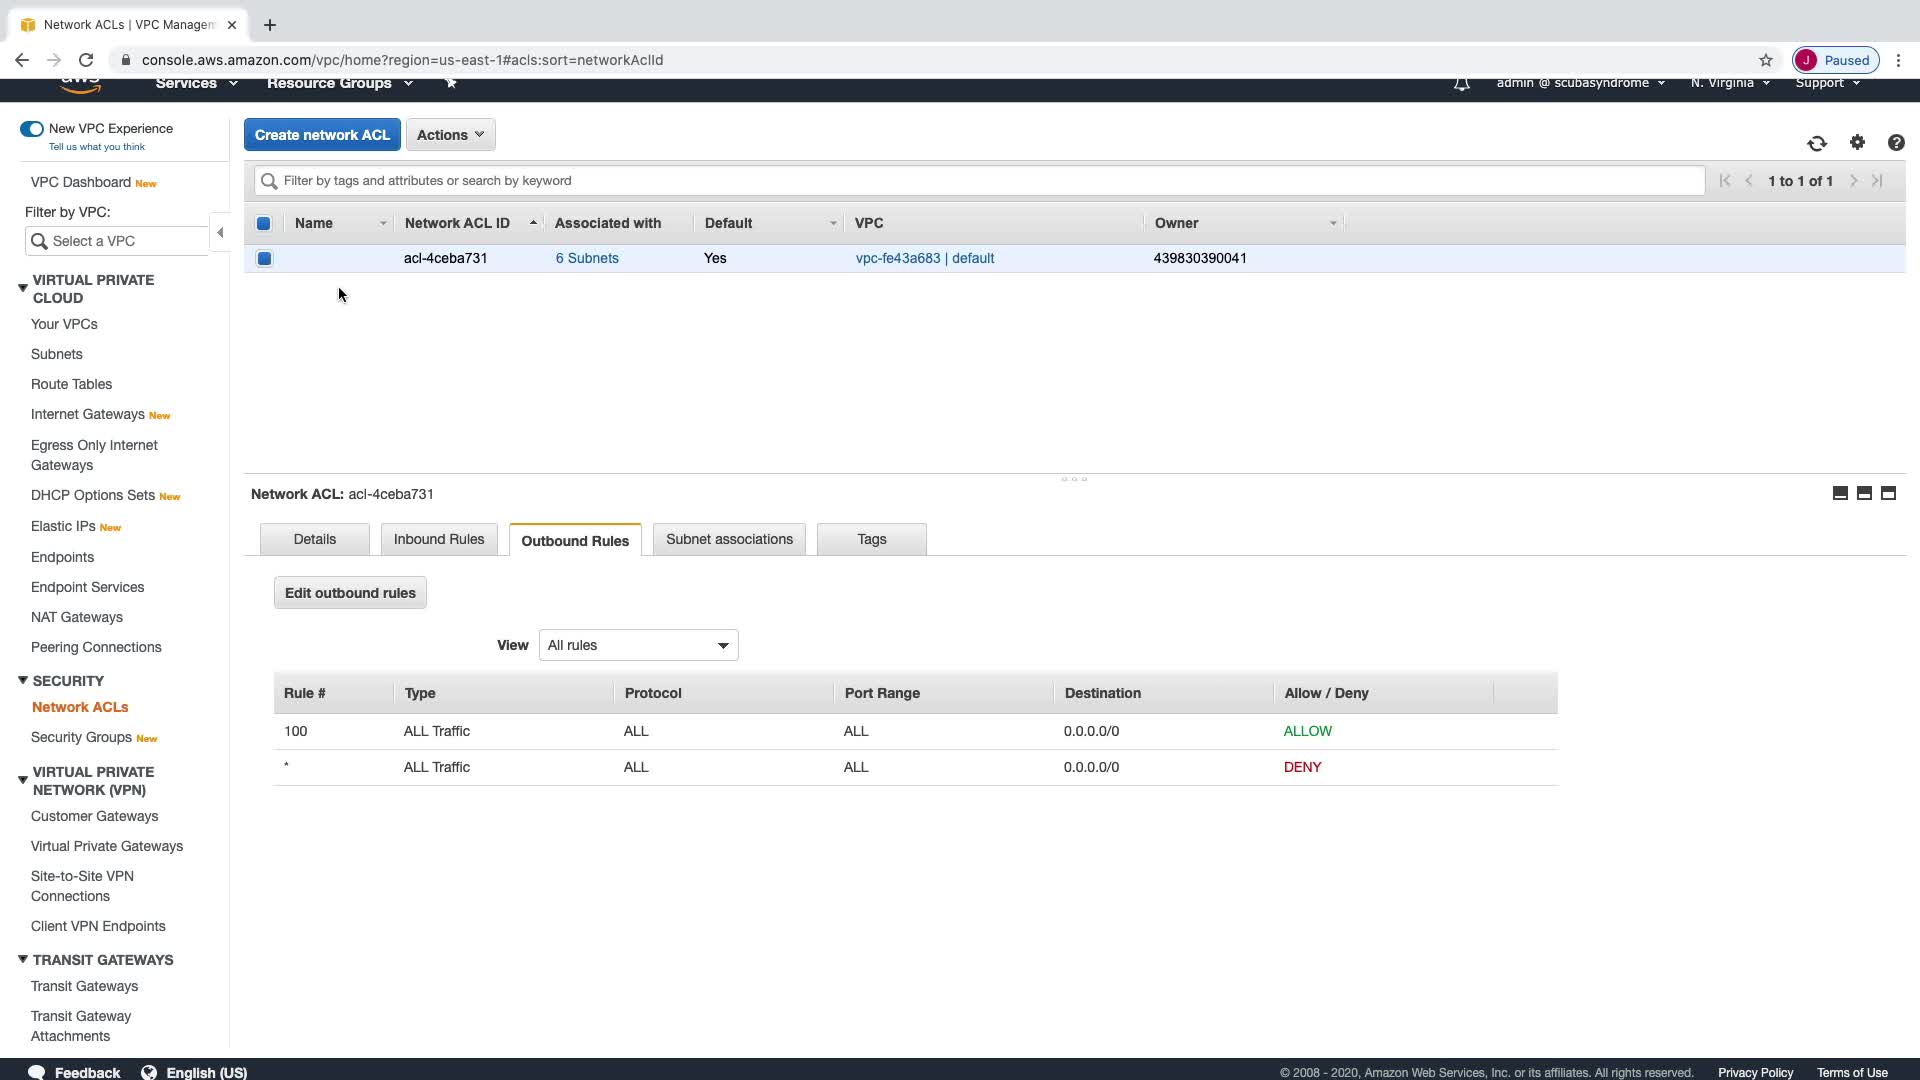 Network ACLs | VPC Managem
console.aws.amazon.com/vpc/home?region=us-east-1#acls:sort=networkAclId
J Paused
aws Services Resource Groups admin @ scubasyndrome N. Virginia Support
New VPC Experience
Tell us what you think
VPC Dashboard New
Filter by VPC:
Select a VPC
VIRTUAL PRIVATE
CLOUD
Your VPCs
Subnets
Route Tables
Internet Gateways New
Egress Only Internet
Gateways
DHCP Options Sets New
Elastic IPs New
Endpoints
Endpoint Services
NAT Gateways
Peering Connections
SECURITY
Network ACLs
Security Groups New
VIRTUAL PRIVATE
NETWORK (VPN)
Customer Gateways
Virtual Private Gateways
Site-to-Site VPN
Connections
Client VPN Endpoints
TRANSIT GATEWAYS
Transit Gateways
Transit Gateway
Attachments
Create network ACL Actions
Filter by tags and attributes or search by keyword
1 to 1 of 1
Name Network ACL ID Associated with Default VPC Owner
acl-4ceba731 6 Subnets Yes vpc-fe43a683 | default 439830390041
Network ACL: acl-4ceba731
Details Inbound Rules Outbound Rules Subnet associations Tags
Edit outbound rules
View All rules
Rule # Type Protocol Port Range Destination Allow / Deny
100 ALL Traffic ALL ALL 0.0.0.0/0 ALLOW
* ALL Traffic ALL ALL 0.0.0.0/0 DENY
Feedback English (US) © 2008 - 2020, Amazon Web Services, Inc. or its affiliates. All rights reserved. Privacy Policy Terms of Use